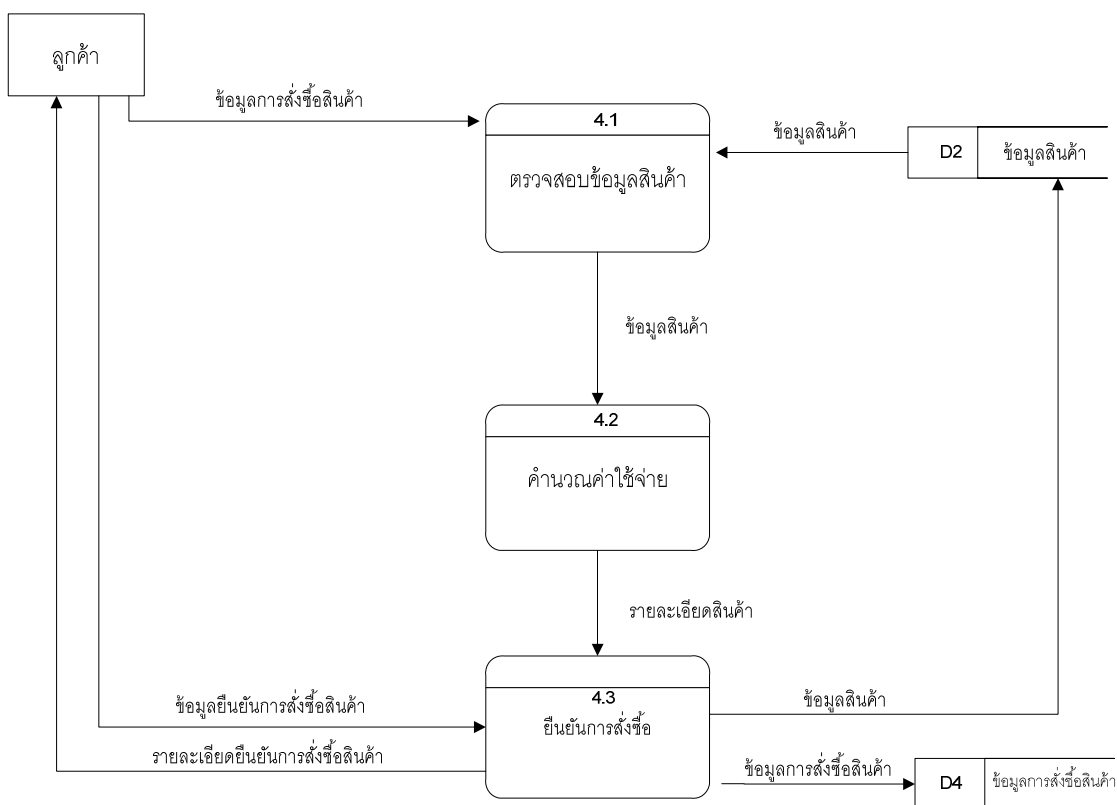 ลูกค้า
ข้อมูลการสั่งซื้อสินค้า
4.1
ตรวจสอบข้อมูลสินค้า
ข้อมูลสินค้า
D2
ข้อมูลสินค้า
ข้อมูลสินค้า
4.2
คำนวณค่าใช้จ่าย
รายละเอียดสินค้า
4.3
ยืนยันการสั่งซื้อ
ข้อมูลยืนยันการสั่งซื้อสินค้า
ข้อมูลสินค้า
รายละเอียดยืนยันการสั่งซื้อสินค้า
ข้อมูลการสั่งซื้อสินค้า
D4
ข้อมูลการสั่งซื้อสินค้า